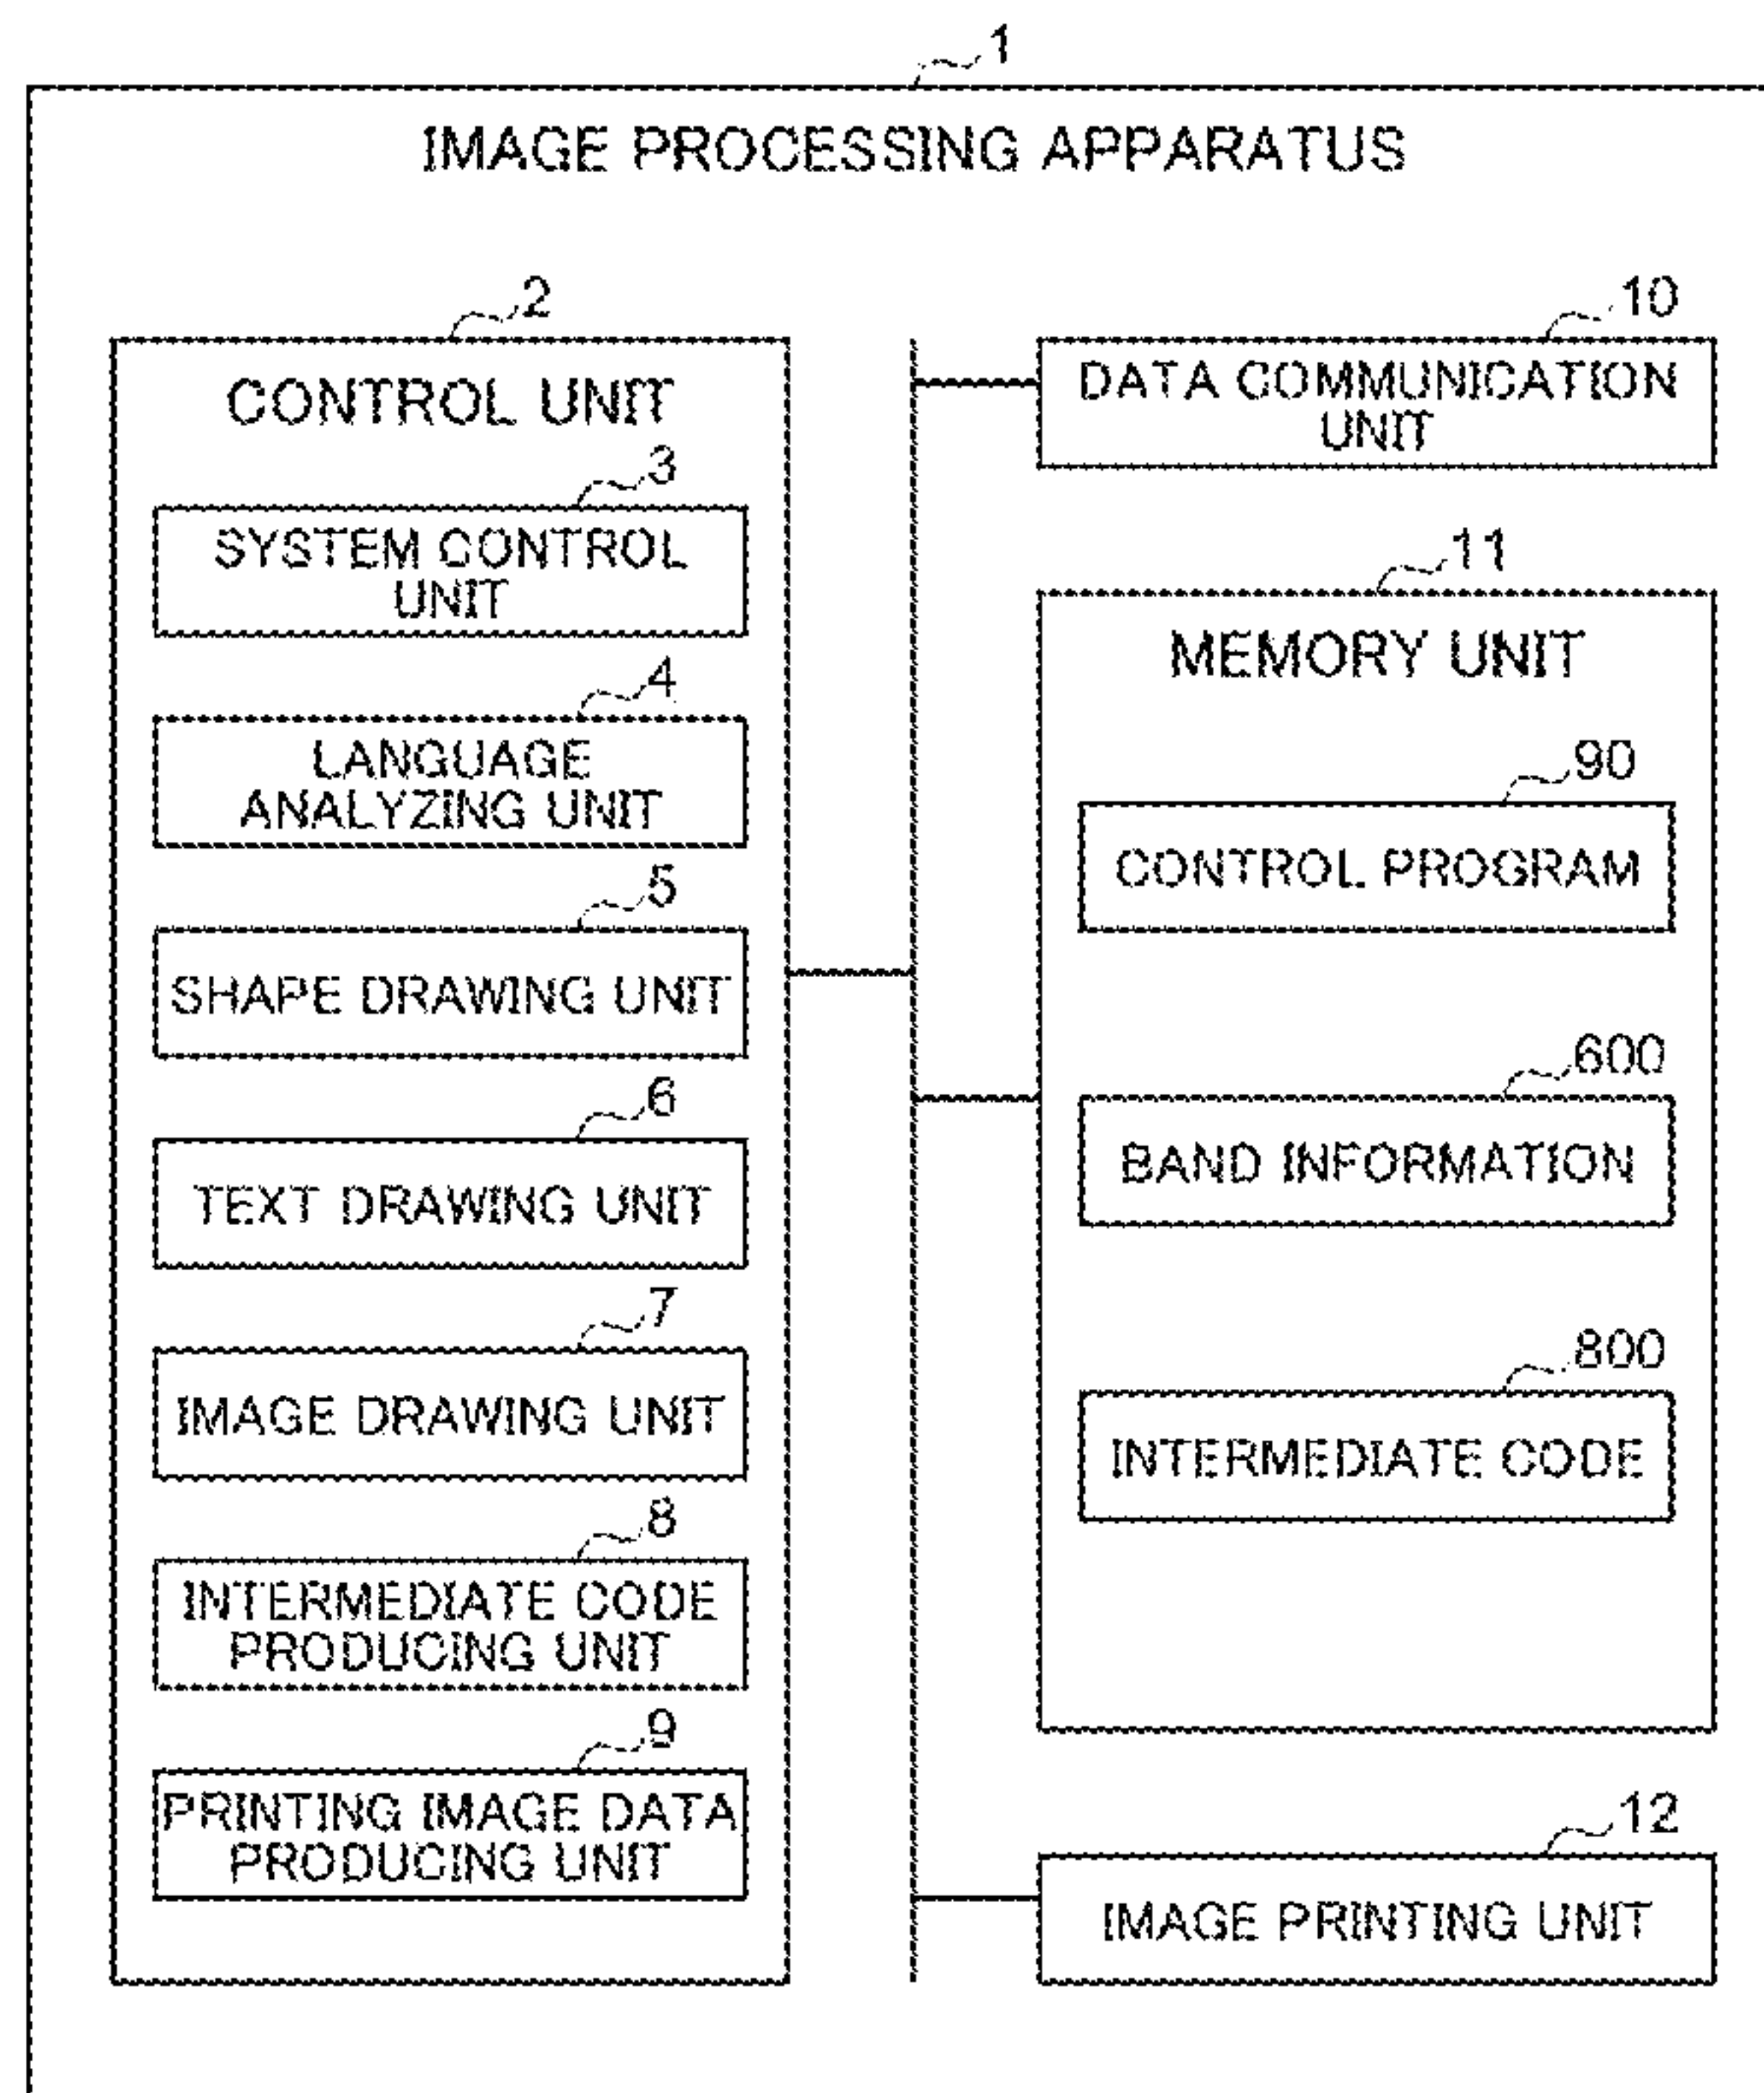 1
IMAGE PROCESSING APPARATUS
2
CONTROL UNIT
3
SYSTEM CONTROL
UNIT
4
LANGUAGE
ANALYZING UNIT
5
SHAPE DRAWING UNIT
6
TEXT DRAWING UNIT
7
IMAGE DRAWING UNIT
8
INTERMEDIATE CODE
PRODUCING UNIT
9
PRINTING IMAGE DATA
PRODUCING UNIT
10
DATA COMMUNICATION
UNIT
11
MEMORY UNIT
90
CONTROL PROGRAM
600
BAND INFORMATION
800
INTERMEDIATE CODE
12
IMAGE PRINTING UNIT